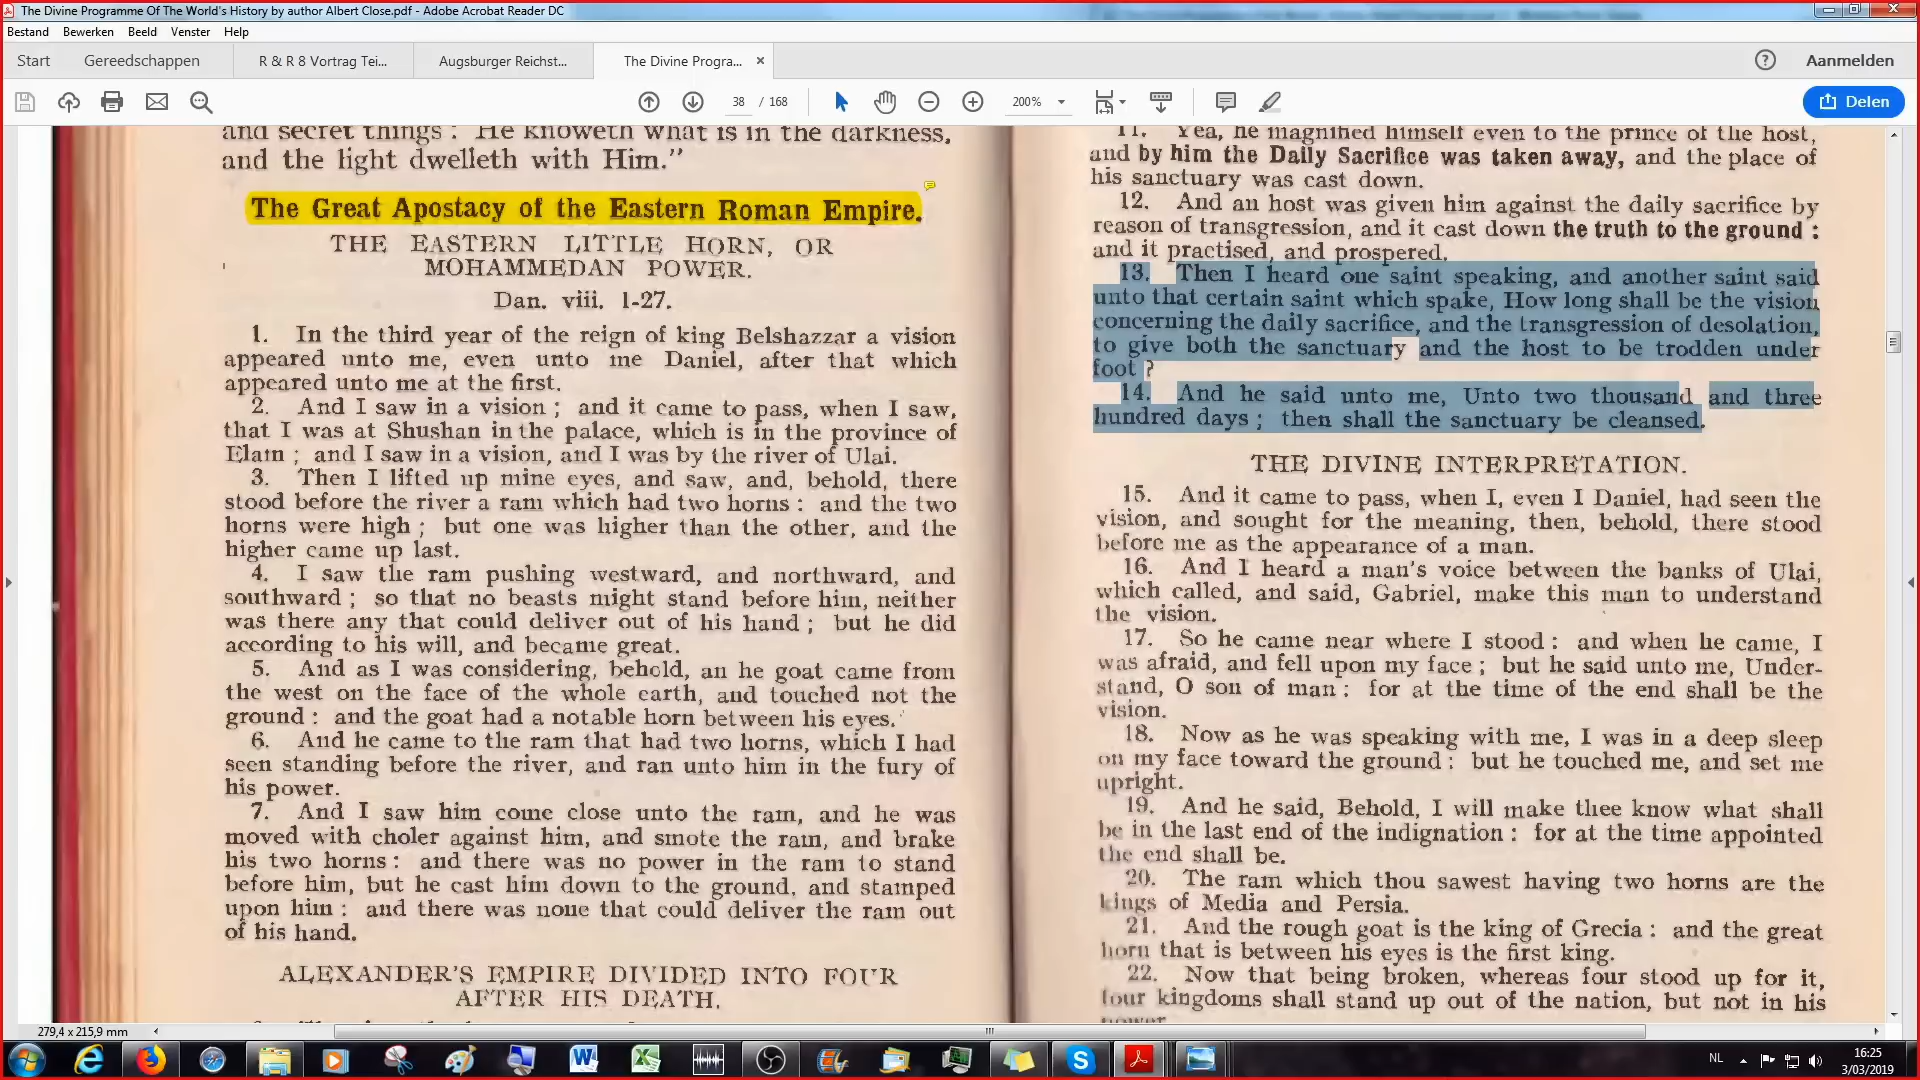 The Divine Programme Of The World's History by author Albert Close.pdf - Adobe Acrobat Reader DC
Bestand Bewerken Beeld Venster Help
Start Gereedschappen R & R 8 Vortrag Tei... Augsburger Reichst... The Divine Progra... Aanmelden
38 / 168 200% Delen
and secret things: He knoweth what is in the darkness,
and the light dwelleth with Him."
The Great Apostacy of the Eastern Roman Empire.
THE EASTERN LITTLE HORN, OR
MOHAMMEDAN POWER.
Dan. viii. 1-27.
1. In the third year of the reign of king Belshazzar a vision
appeared unto me, even unto me Daniel, after that which
appeared unto me at the first.
2. And I saw in a vision; and it came to pass, when I saw,
that I was at Shushan in the palace, which is in the province of
Elam; and I saw in a vision, and I was by the river of Ulai.
3. Then I lifted up mine eyes, and saw, and, behold, there
stood before the river a ram which had two horns: and the two
horns were high; but one was higher than the other, and the
higher came up last.
4. I saw the ram pushing westward, and northward, and
southward; so that no beasts might stand before him, neither
was there any that could deliver out of his hand; but he did
according to his will, and became great.
5. And as I was considering, behold, an he goat came from
the west on the face of the whole earth, and touched not the
ground: and the goat had a notable horn between his eyes.
6. And he came to the ram that had two horns, which I had
seen standing before the river, and ran unto him in the fury of
his power.
7. And I saw him come close unto the ram, and he was
moved with choler against him, and smote the ram, and brake
his two horns: and there was no power in the ram to stand
before him, but he cast him down to the ground, and stamped
upon him: and there was none that could deliver the ram out
of his hand.
ALEXANDER'S EMPIRE DIVIDED INTO FOUR
AFTER HIS DEATH.
11. Yea, he magnified himself even to the prince of the host,
and by him the Daily Sacrifice was taken away, and the place of
his sanctuary was cast down.
12. And an host was given him against the daily sacrifice by
reason of transgression, and it cast down the truth to the ground:
and it practised, and prospered.
13. Then I heard one saint speaking, and another saint said
unto that certain saint which spake, How long shall be the vision
concerning the daily sacrifice, and the transgression of desolation,
to give both the sanctuary and the host to be trodden under
foot?
14. And he said unto me, Unto two thousand and three
hundred days; then shall the sanctuary be cleansed.
THE DIVINE INTERPRETATION.
15. And it came to pass, when I, even I Daniel, had seen the
vision, and sought for the meaning, then, behold, there stood
before me as the appearance of a man.
16. And I heard a man's voice between the banks of Ulai,
which called, and said, Gabriel, make this man to understand
the vision.
17. So he came near where I stood: and when he came, I
was afraid, and fell upon my face; but he said unto me, Under-
stand, O son of man: for at the time of the end shall be the
vision.
18. Now as he was speaking with me, I was in a deep sleep
on my face toward the ground: but he touched me, and set me
upright.
19. And he said, Behold, I will make thee know what shall
be in the last end of the indignation: for at the time appointed
the end shall be.
20. The ram which thou sawest having two horns are the
kings of Media and Persia.
21. And the rough goat is the king of Grecia: and the great
horn that is between his eyes is the first king.
22. Now that being broken, whereas four stood up for it,
four kingdoms shall stand up out of the nation, but not in his
power.
279,4 x 215,9 mm
NL 16:25
3/03/2019